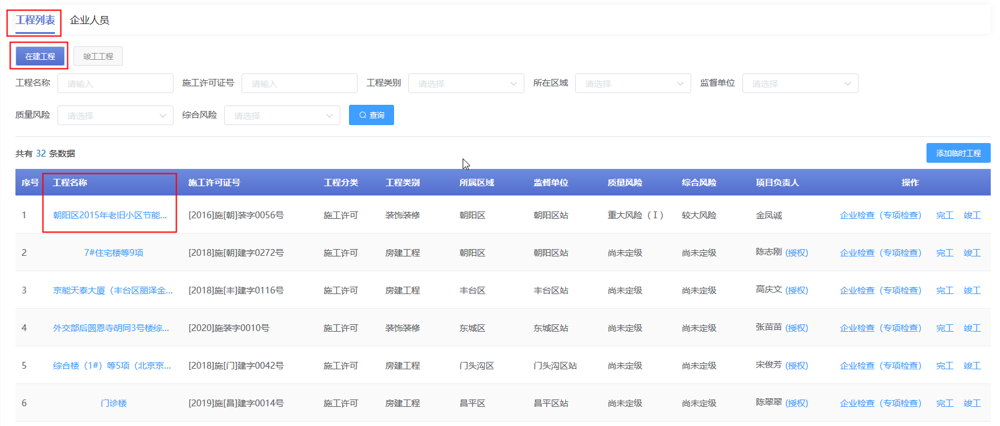 工程列表 企业人员
在建工程 竣工工程
工程名称 请输入 施工许可证号 请输入 工程类别 请选择 所在区域 请选择 监督单位 请选择
质量风险 请选择 综合风险 请选择 查询
共有 32 条数据 添加临时工程
序号 工程名称 施工许可证号 工程分类 工程类别 所属区域 监督单位 质量风险 综合风险 项目负责人 操作
1 朝阳区2015年老旧小区节能... [2016]施[朝]装字0056号 施工许可 装饰装修 朝阳区 朝阳区站 重大风险（Ⅰ） 较大风险 金凤诚 企业检查（专项检查） 完工 竣工
2 7#住宅楼等9项 [2018]施[朝]建字0272号 施工许可 房建工程 朝阳区 朝阳区站 尚未定级 尚未定级 陈志刚 (授权) 企业检查（专项检查） 完工 竣工
3 京能天泰大厦（丰台区丽泽金... [2018]施[丰]建字0116号 施工许可 房建工程 丰台区 丰台区站 尚未定级 尚未定级 高庆文 (授权) 企业检查（专项检查） 完工 竣工
4 外交部后圆恩寺胡同3号楼综... [2020]施装字0010号 施工许可 装饰装修 东城区 东城区站 尚未定级 尚未定级 张苗苗 (授权) 企业检查（专项检查） 完工 竣工
5 综合楼（1#）等5项（北京京... [2018]施[门]建字0042号 施工许可 房建工程 门头沟区 门头沟区站 尚未定级 尚未定级 宋俊芳 (授权) 企业检查（专项检查） 完工 竣工
6 门诊楼 [2019]施[昌]建字0014号 施工许可 房建工程 昌平区 昌平区站 尚未定级 尚未定级 陈翠翠 (授权) 企业检查（专项检查） 完工 竣工